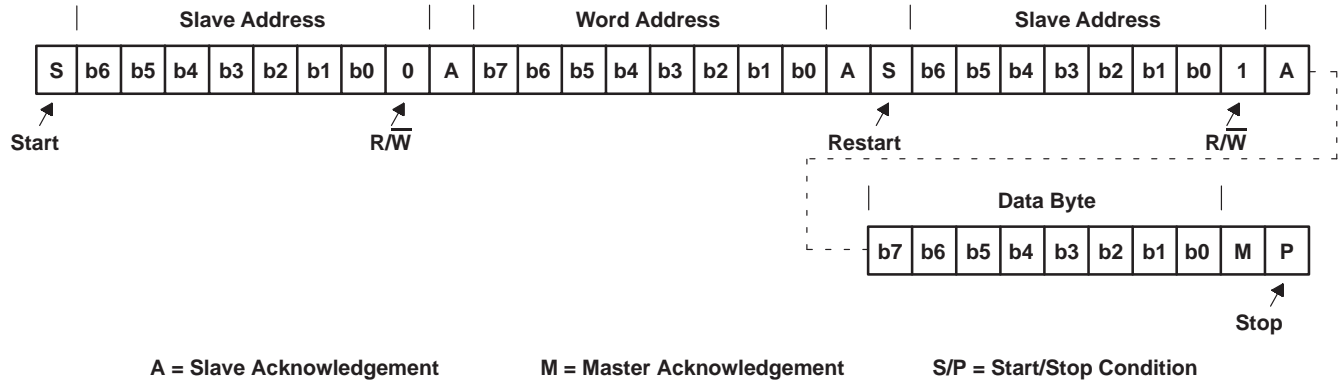 Slave Address Word Address Slave Address
S b6 b5 b4 b3 b2 b1 b0 0 A b7 b6 b5 b4 b3 b2 b1 b0 A S b6 b5 b4 b3 b2 b1 b0 1 A
Start R/W̅ Restart R/W̅
Data Byte
b7 b6 b5 b4 b3 b2 b1 b0 M P
Stop
A = Slave Acknowledgement M = Master Acknowledgement S/P = Start/Stop Condition